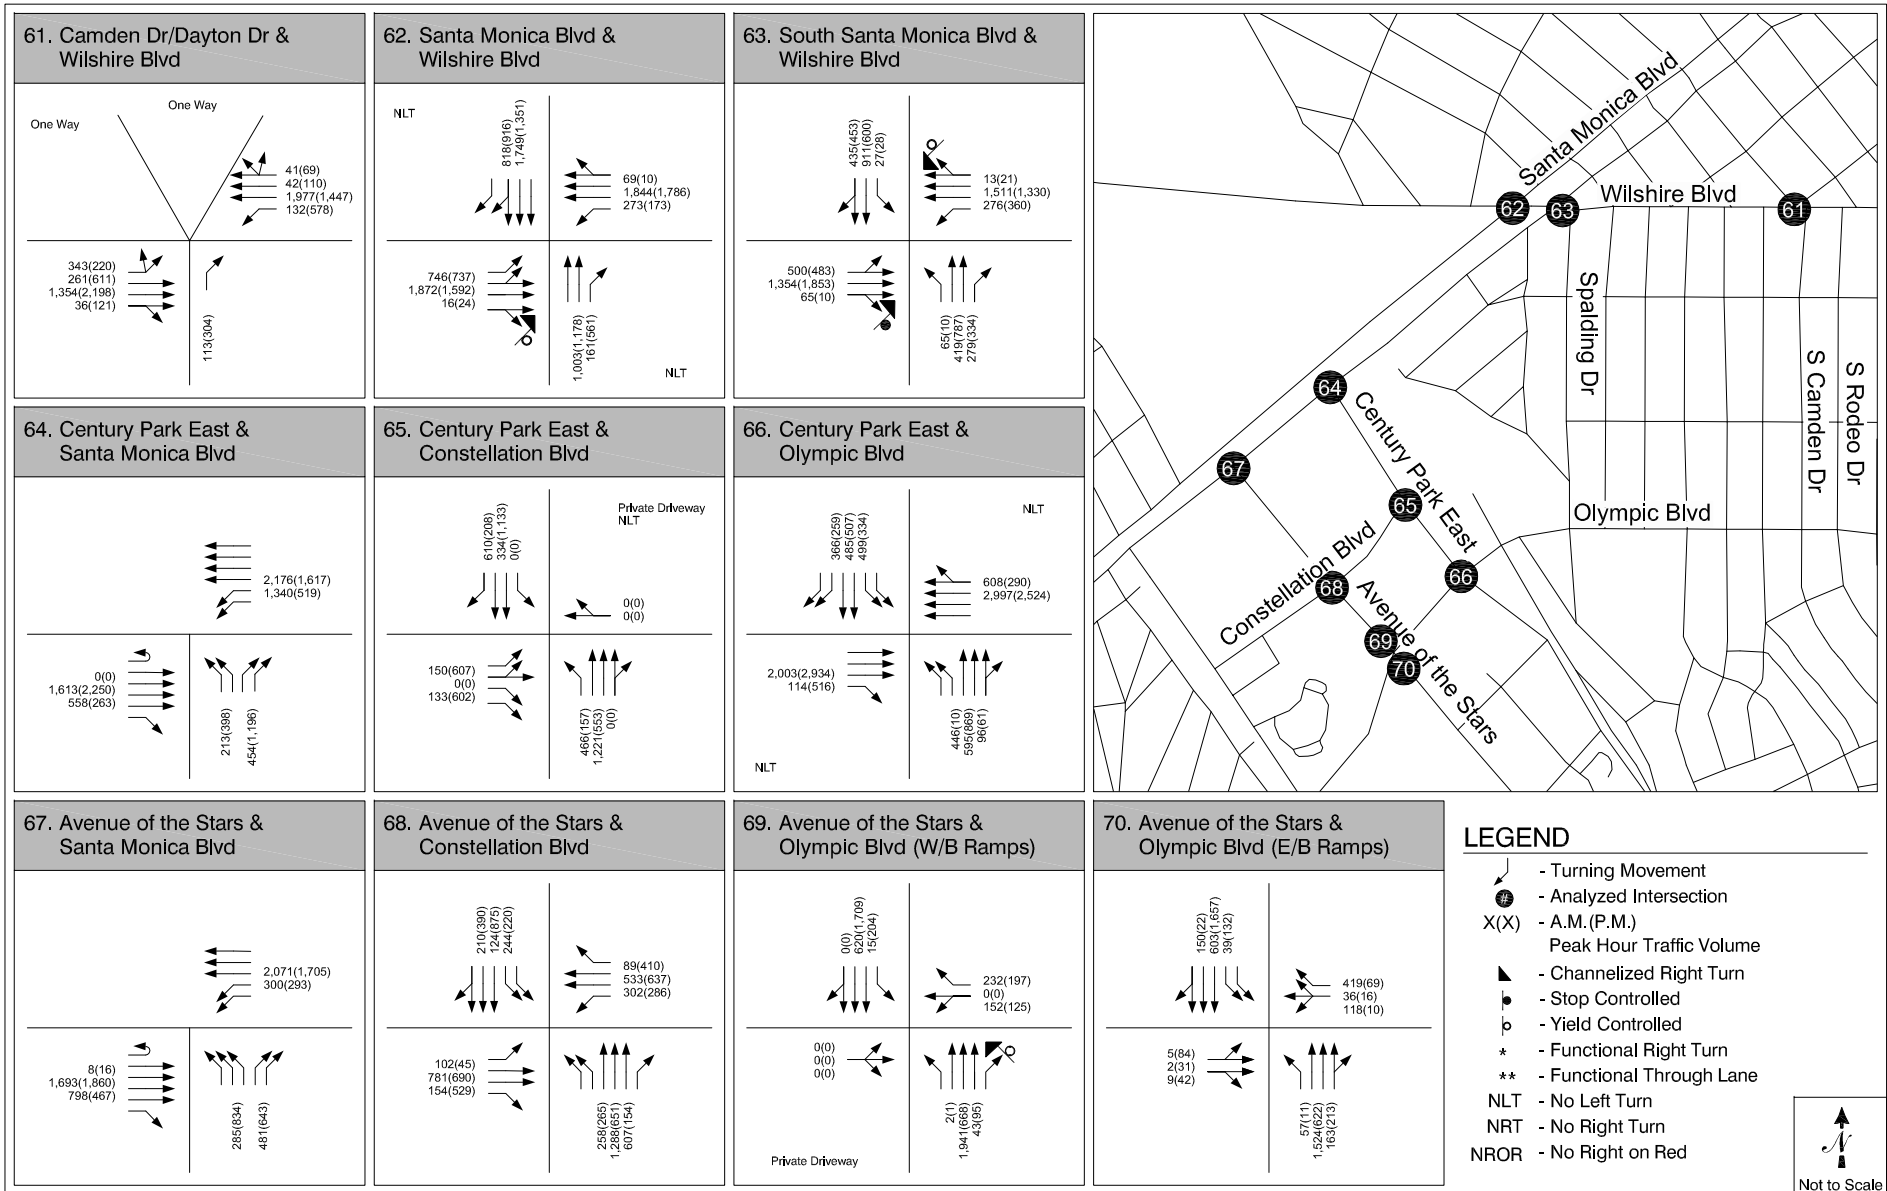 61. Camden Dr/Dayton Dr &
Wilshire Blvd
One Way
One Way
41(69)
42(110)
1,977(1,447)
132(578)
343(220)
261(611)
1,354(2,198)
36(121)
113(304)
62. Santa Monica Blvd &
Wilshire Blvd
NLT
818(916)
1,749(1,351)
69(10)
1,844(1,786)
273(173)
746(737)
1,872(1,592)
16(24)
1,003(1,178)
161(561)
NLT
63. South Santa Monica Blvd &
Wilshire Blvd
435(453)
911(600)
27(28)
13(21)
1,511(1,330)
276(360)
500(483)
1,354(1,853)
65(10)
65(10)
419(787)
279(334)
64. Century Park East &
Santa Monica Blvd
2,176(1,617)
1,340(519)
0(0)
1,613(2,250)
558(263)
213(398)
454(1,196)
65. Century Park East &
Constellation Blvd
610(208)
334(1,133)
0(0)
Private Driveway
NLT
0(0)
0(0)
150(607)
0(0)
133(602)
466(157)
1,221(553)
0(0)
66. Century Park East &
Olympic Blvd
366(259)
485(507)
499(334)
NLT
608(290)
2,997(2,524)
2,003(2,934)
114(516)
446(10)
595(869)
96(61)
NLT
67. Avenue of the Stars &
Santa Monica Blvd
2,071(1,705)
300(293)
8(16)
1,693(1,860)
798(467)
285(834)
481(643)
68. Avenue of the Stars &
Constellation Blvd
210(390)
124(875)
244(220)
89(410)
533(637)
302(286)
102(45)
781(690)
154(529)
258(265)
1,288(651)
607(154)
69. Avenue of the Stars &
Olympic Blvd (W/B Ramps)
0(0)
620(1,709)
15(204)
232(197)
0(0)
152(125)
0(0)
0(0)
0(0)
2(1)
1,941(668)
43(95)
Private Driveway
70. Avenue of the Stars &
Olympic Blvd (E/B Ramps)
150(22)
603(1,657)
39(132)
419(69)
36(16)
118(10)
5(84)
2(31)
9(42)
57(11)
1,524(622)
163(213)
Santa Monica Blvd
Wilshire Blvd
62
63
61
Spalding Dr
S Camden Dr
S Rodeo Dr
64
Century Park East
67
65
Olympic Blvd
Constellation Blvd
66
68
Avenue of the Stars
69
70
LEGEND
- Turning Movement
# - Analyzed Intersection
X(X) - A.M.(P.M.)
Peak Hour Traffic Volume
- Channelized Right Turn
- Stop Controlled
- Yield Controlled
* - Functional Right Turn
** - Functional Through Lane
NLT - No Left Turn
NRT - No Right Turn
NROR - No Right on Red
N
Not to Scale